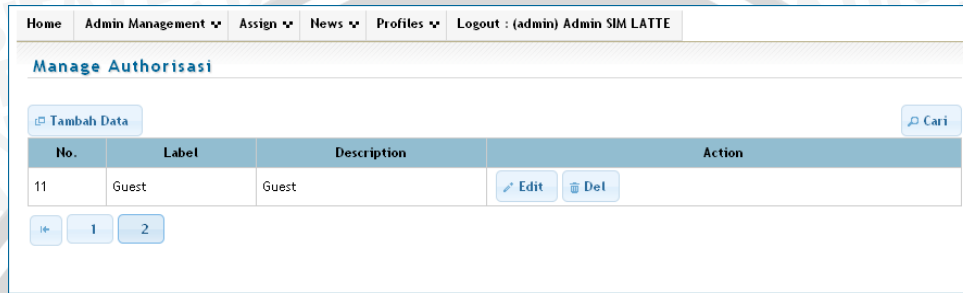 Home Admin Management Assign News Profiles Logout : (admin) Admin SIM LATTE
Manage Authorisasi
Tambah Data Cari
No. Label Description Action
11 Guest Guest Edit Del
1 2